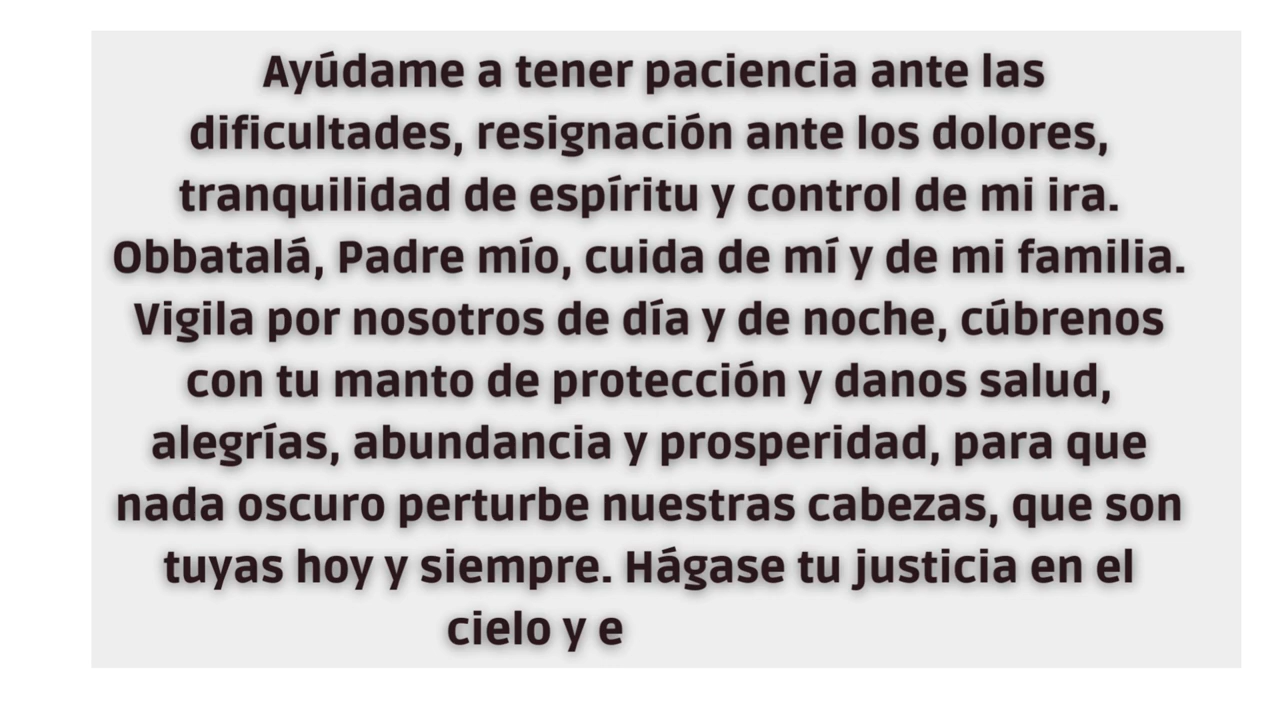 Ayúdame a tener paciencia ante las
dificultades, resignación ante los dolores,
tranquilidad de espíritu y control de mi ira.
Obbatalá, Padre mío, cuida de mí y de mi familia.
Vigila por nosotros de día y de noche, cúbrenos
con tu manto de protección y danos salud,
alegrías, abundancia y prosperidad, para que
nada oscuro perturbe nuestras cabezas, que son
tuyas hoy y siempre. Hágase tu justicia en el
cielo y e